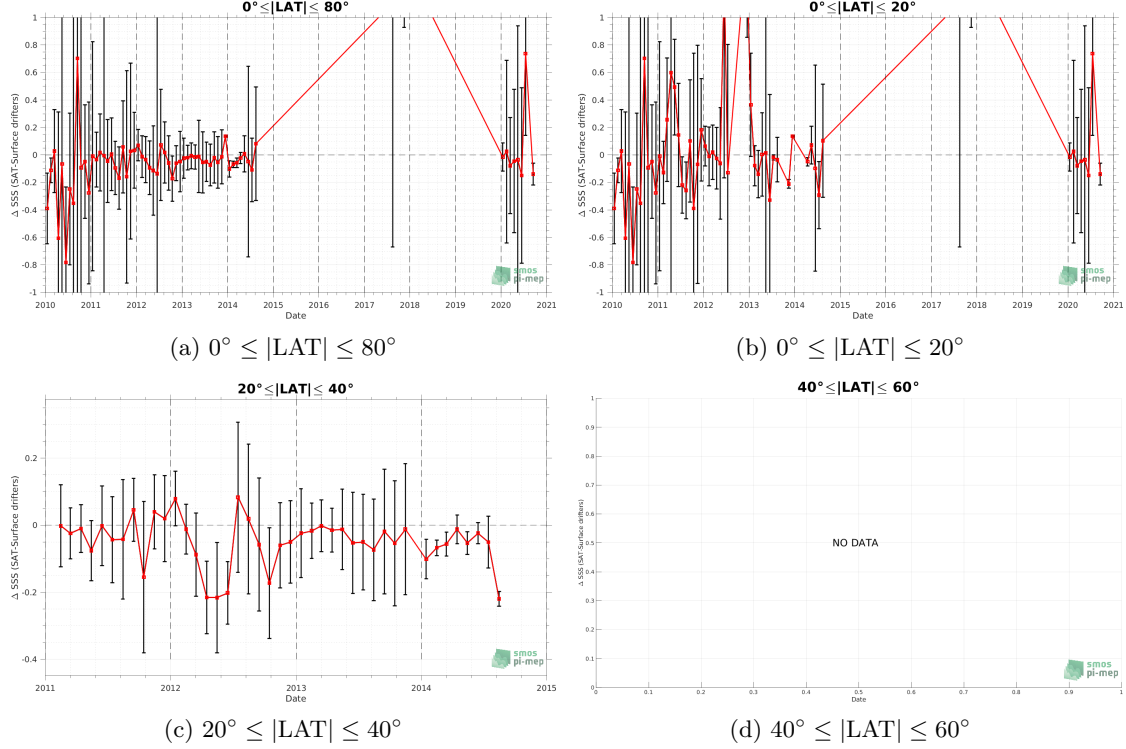 0°≤|LAT|≤ 80°
1
0.8
0.6
0.4
0.2
0
-0.2
-0.4
-0.6
-0.8
-1
Δ SSS (SAT-Surface drifters)
2010 2011 2012 2013 2014 2015 2016 2017 2018 2019 2020 2021
Date
smos
pi-mep
(a) 0° ≤ |LAT| ≤ 80°
0°≤|LAT|≤ 20°
1
0.8
0.6
0.4
0.2
0
-0.2
-0.4
-0.6
-0.8
-1
Δ SSS (SAT-Surface drifters)
2010 2011 2012 2013 2014 2015 2016 2017 2018 2019 2020 2021
Date
smos
pi-mep
(b) 0° ≤ |LAT| ≤ 20°
20°≤|LAT|≤ 40°
0.2
0
-0.2
-0.4
Δ SSS (SAT-Surface drifters)
2011 2012 2013 2014 2015
Date
smos
pi-mep
(c) 20° ≤ |LAT| ≤ 40°
40°≤|LAT|≤ 60°
1
0.9
0.8
0.7
0.6
0.5
0.4
0.3
0.2
0.1
0
Δ SSS (SAT-Surface drifters)
NO DATA
0 0.1 0.2 0.3 0.4 0.5 0.6 0.7 0.8 0.9 1
Date
smos
pi-mep
(d) 40° ≤ |LAT| ≤ 60°